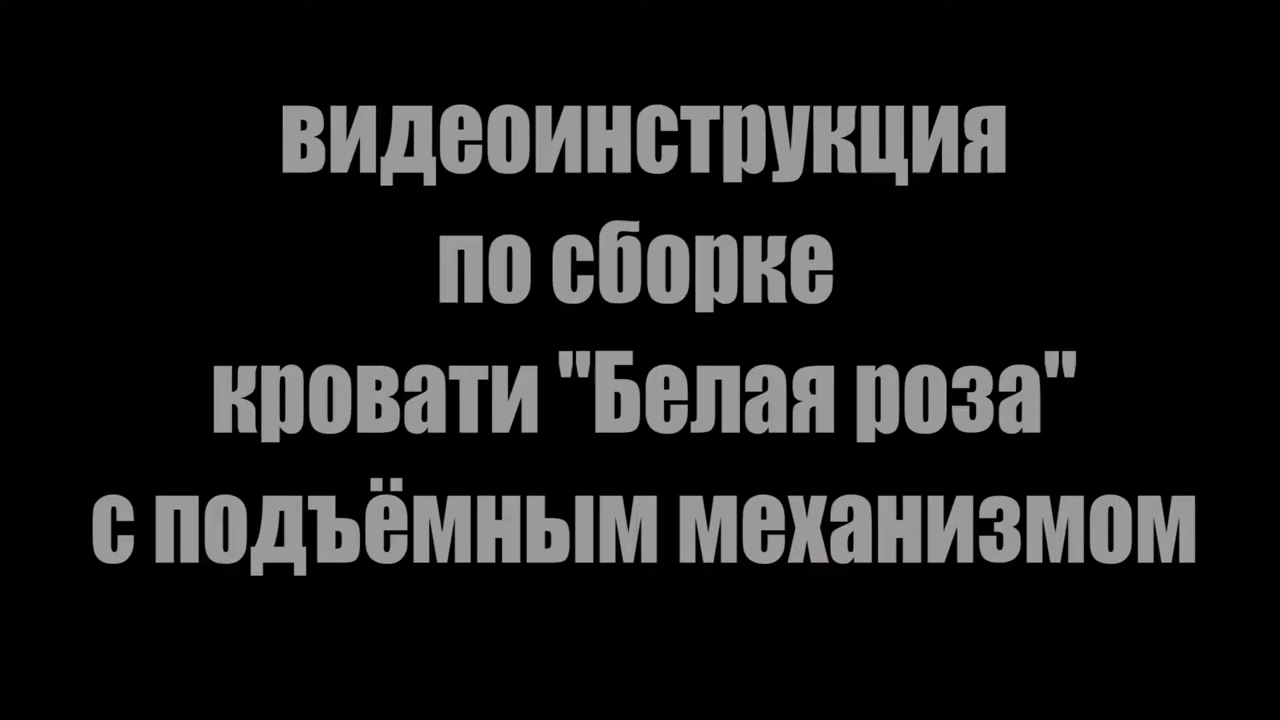 видеоинструкция
по сборке
кровати "Белая роза"
с подъёмным механизмом